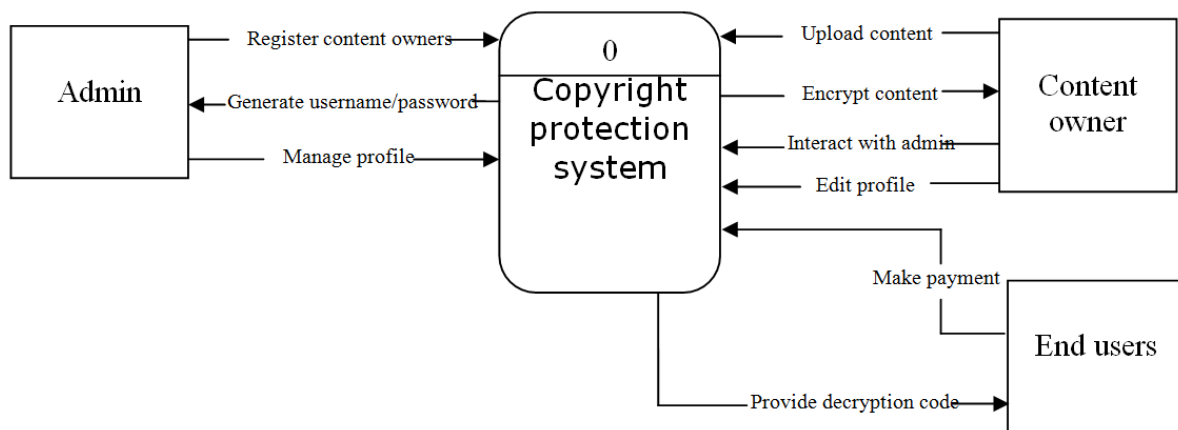 Admin
Register content owners
Generate username/password
Manage profile
0
Copyright
protection
system
Upload content
Encrypt content
Interact with admin
Edit profile
Content
owner
Make payment
End users
Provide decryption code